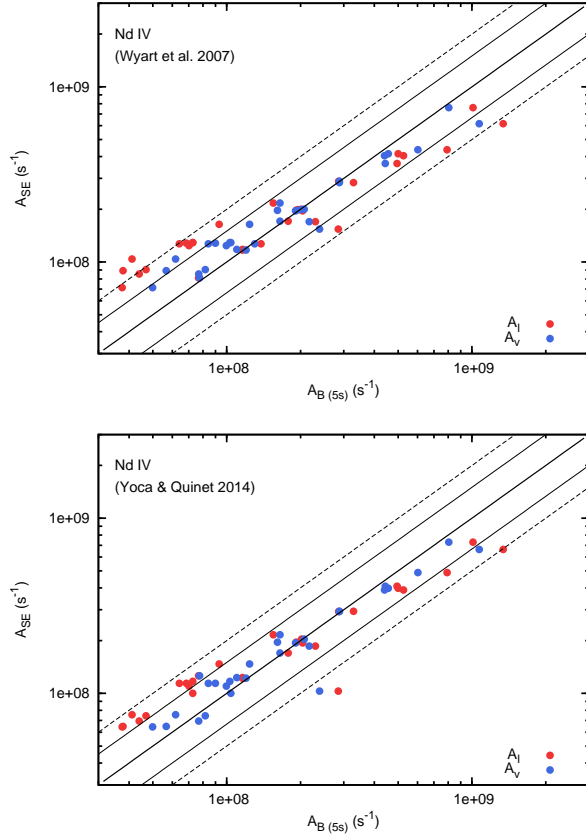 Nd IV
(Wyart et al. 2007)
1e+09
1e+08
A_SE (s⁻¹)
A_l
A_v
1e+08 1e+09
A_B (5s) (s⁻¹)
Nd IV
(Yoca & Quinet 2014)
1e+09
1e+08
A_SE (s⁻¹)
A_l
A_v
1e+08 1e+09
A_B (5s) (s⁻¹)